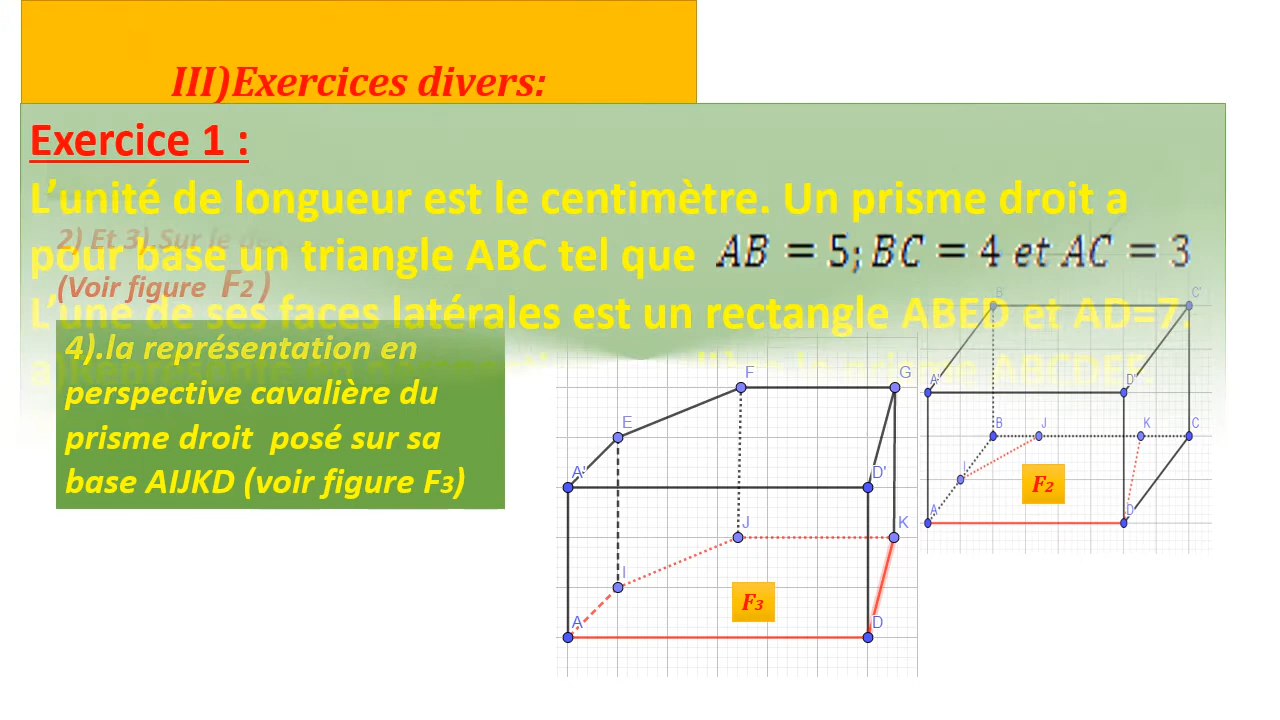 III)Exercices divers:
Exercice 1 :
L’unité de longueur est le centimètre. Un prisme droit a
pour base un triangle ABC tel que AB = 5; BC = 4 et AC = 3
L’une de ses faces latérales est un rectangle ABED et AD=7.
2) Et 3).Sur le
(Voir figure F2 )
4).la représentation en
perspective cavalière du
prisme droit posé sur sa
base AIJKD (voir figure F3)
F
G
E
A'
D'
J
K
I
A
D
F3
B'
C'
A'
D'
B
J
K
C
I
A
D
F2